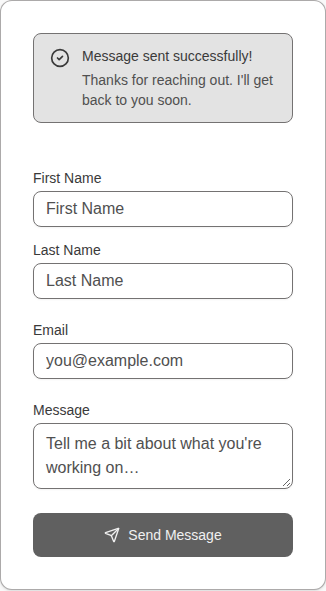 Message sent successfully!
Thanks for reaching out. I'll get
back to you soon.
First Name
First Name
Last Name
Last Name
Email
you@example.com
Message
Tell me a bit about what you're
working on…
Send Message